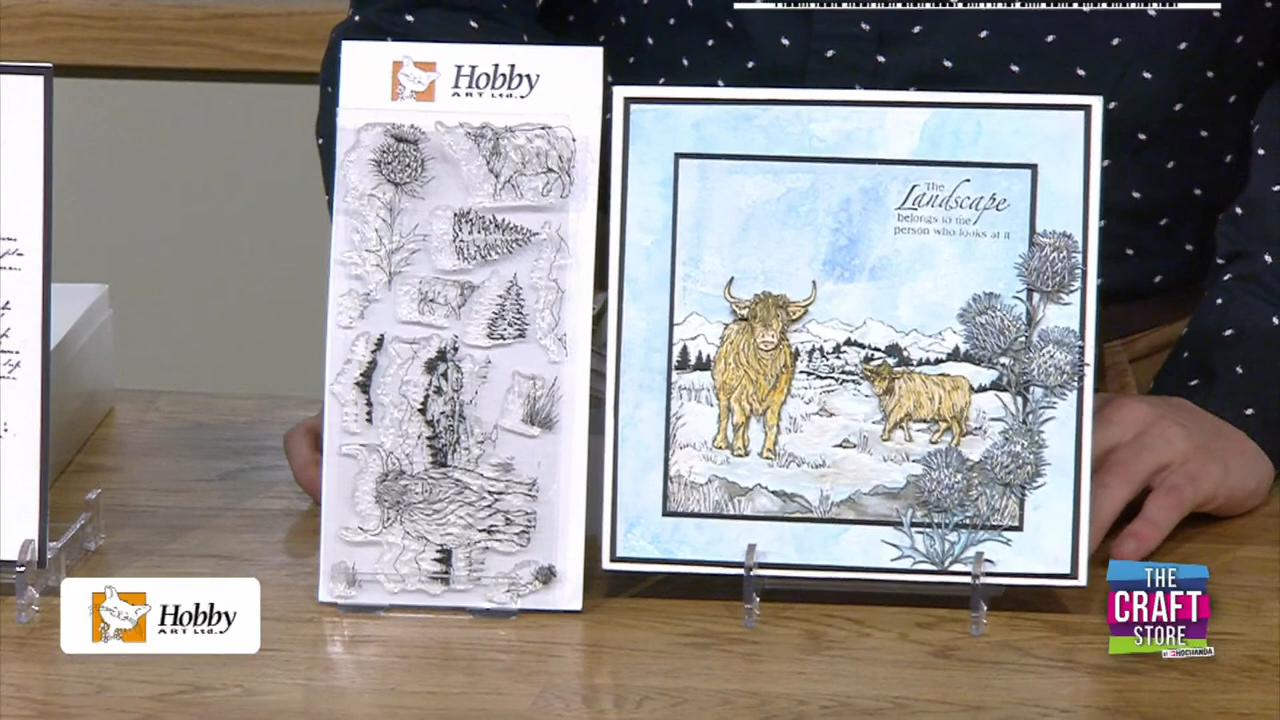 Hobby
ART Ltd.
The
Landscape
belongs to the
person who looks at it
Hobby
ART Ltd.
THE
CRAFT
STORE
HOCHANDA